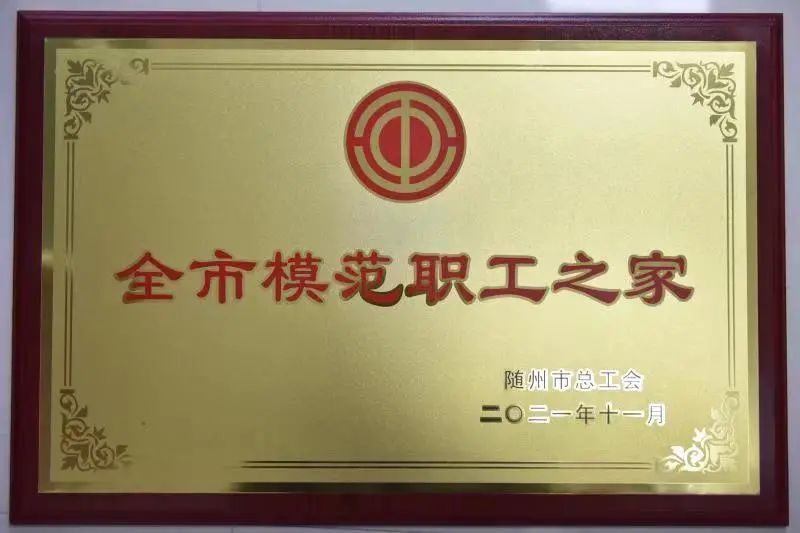 全市模范职工之家
随州市总工会
二〇二一年十一月